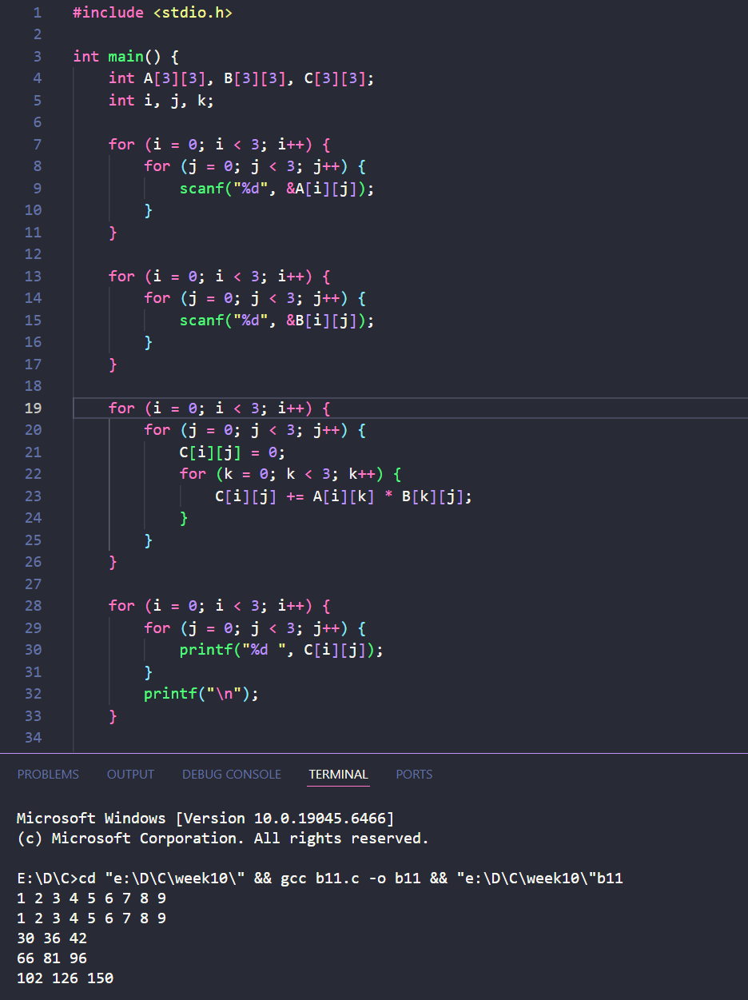 1 #include <stdio.h>
2
3 int main() {
4     int A[3][3], B[3][3], C[3][3];
5     int i, j, k;
6
7     for (i = 0; i < 3; i++) {
8         for (j = 0; j < 3; j++) {
9             scanf("%d", &A[i][j]);
10         }
11     }
12
13     for (i = 0; i < 3; i++) {
14         for (j = 0; j < 3; j++) {
15             scanf("%d", &B[i][j]);
16         }
17     }
18
19     for (i = 0; i < 3; i++) {
20         for (j = 0; j < 3; j++) {
21             C[i][j] = 0;
22             for (k = 0; k < 3; k++) {
23                 C[i][j] += A[i][k] * B[k][j];
24             }
25         }
26     }
27
28     for (i = 0; i < 3; i++) {
29         for (j = 0; j < 3; j++) {
30             printf("%d ", C[i][j]);
31         }
32         printf("\n");
33     }
34
PROBLEMS OUTPUT DEBUG CONSOLE TERMINAL PORTS
Microsoft Windows [Version 10.0.19045.6466]
(c) Microsoft Corporation. All rights reserved.
E:\D\C>cd "e:\D\C\week10\" && gcc b11.c -o b11 && "e:\D\C\week10\"b11
1 2 3 4 5 6 7 8 9
1 2 3 4 5 6 7 8 9
30 36 42
66 81 96
102 126 150